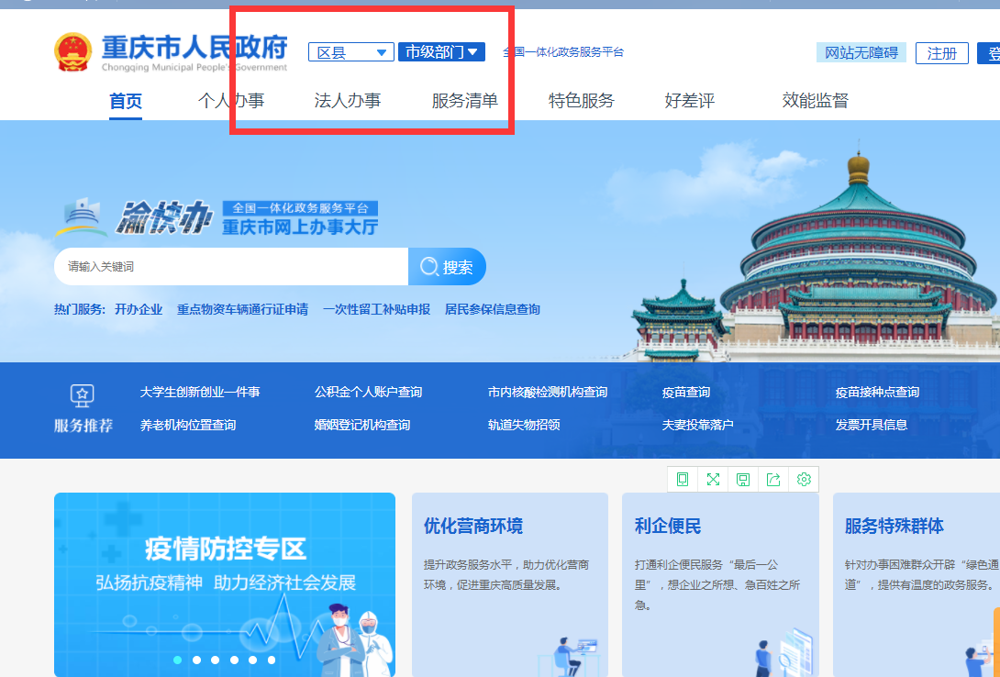 重庆市人民政府
Chongqing Municipal People's Government
区县 市级部门 全国一体化政务服务平台 网站无障碍 注册 登
首页 个人办事 法人办事 服务清单 特色服务 好差评 效能监督
渝快办
全国一体化政务服务平台
重庆市网上办事大厅
请输入关键词 搜索
热门服务: 开办企业 重点物资车辆通行证申请 一次性留工补贴申报 居民参保信息查询
服务推荐
大学生创新创业一件事 公积金个人账户查询 市内核酸检测机构查询 疫苗查询 疫苗接种点查询
养老机构位置查询 婚姻登记机构查询 轨道失物招领 夫妻投靠落户 发票开具信息
疫情防控专区
弘扬抗疫精神 助力经济社会发展
优化营商环境
提升政务服务水平，助力优化营商
环境，促进重庆高质量发展。
利企便民
打通利企便民服务“最后一公
里”，想企业之所想、急百姓之所
急。
服务特殊群体
针对办事困难群众开辟“绿色通
道”，提供有温度的政务服务。